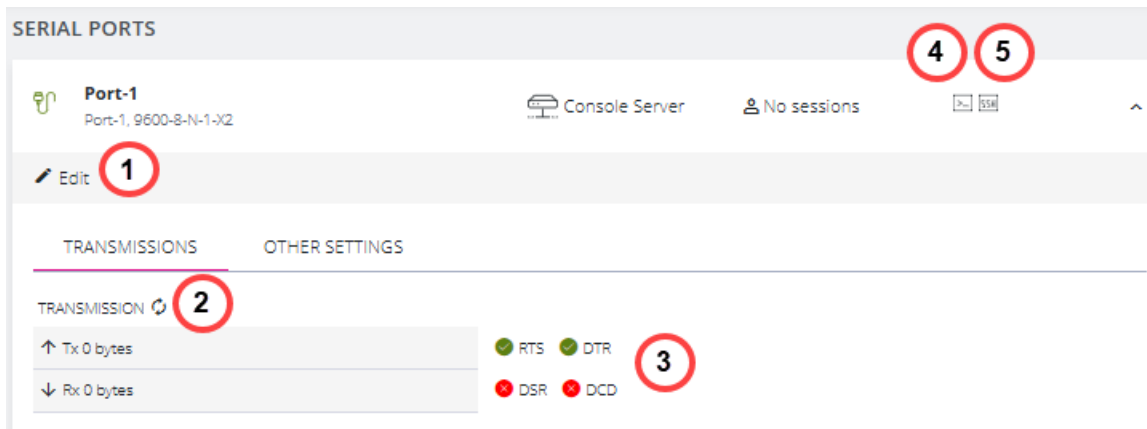 SERIAL PORTS
4 5
Port-1
Port-1, 9600-8-N-1-X2
Console Server
No sessions
>_ SSH
Edit
1
TRANSMISSIONS OTHER SETTINGS
TRANSMISSION
2
Tx 0 bytes
RTS DTR
3
Rx 0 bytes
DSR DCD